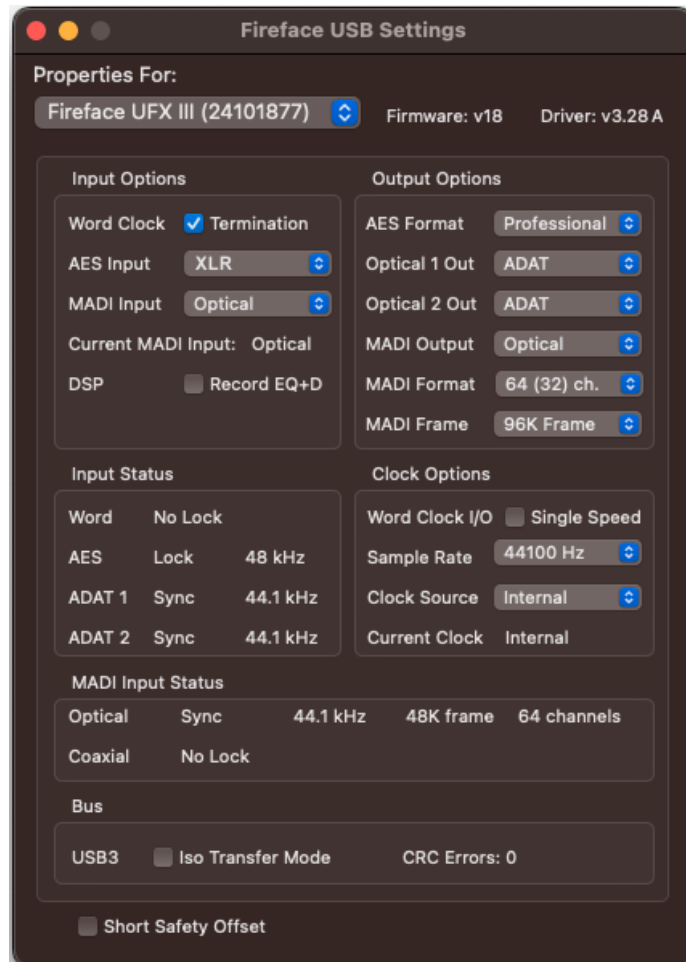 Fireface USB Settings
Properties For:
Fireface UFX III (24101877)
Firmware: v18
Driver: v3.28 A
Input Options
Word Clock Termination
AES Input XLR
MADI Input Optical
Current MADI Input: Optical
DSP Record EQ+D
Output Options
AES Format Professional
Optical 1 Out ADAT
Optical 2 Out ADAT
MADI Output Optical
MADI Format 64 (32) ch.
MADI Frame 96K Frame
Input Status
Word No Lock
AES Lock 48 kHz
ADAT 1 Sync 44.1 kHz
ADAT 2 Sync 44.1 kHz
Clock Options
Word Clock I/O Single Speed
Sample Rate 44100 Hz
Clock Source Internal
Current Clock Internal
MADI Input Status
Optical Sync 44.1 kHz 48K frame 64 channels
Coaxial No Lock
Bus
USB3 Iso Transfer Mode CRC Errors: 0
Short Safety Offset